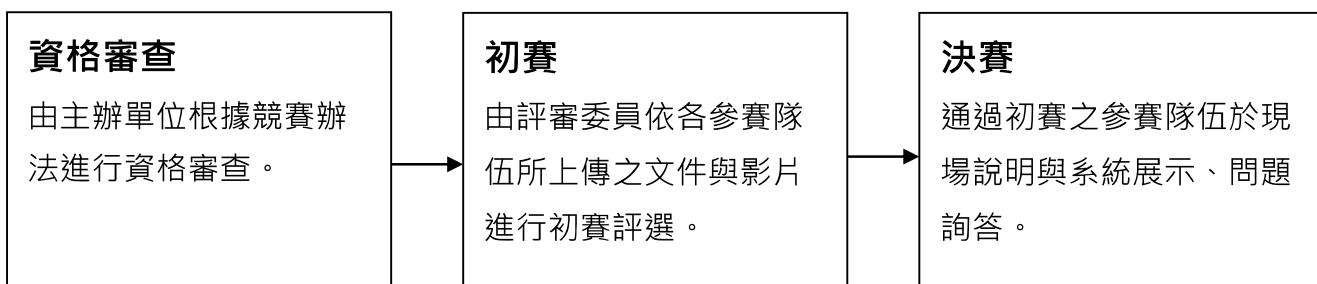 資格審查
由主辦單位根據競賽辦
法進行資格審查。
初賽
由評審委員依各參賽隊
伍所上傳之文件與影片
進行初賽評選。
決賽
通過初賽之參賽隊伍於現
場說明與系統展示、問題
詢答。